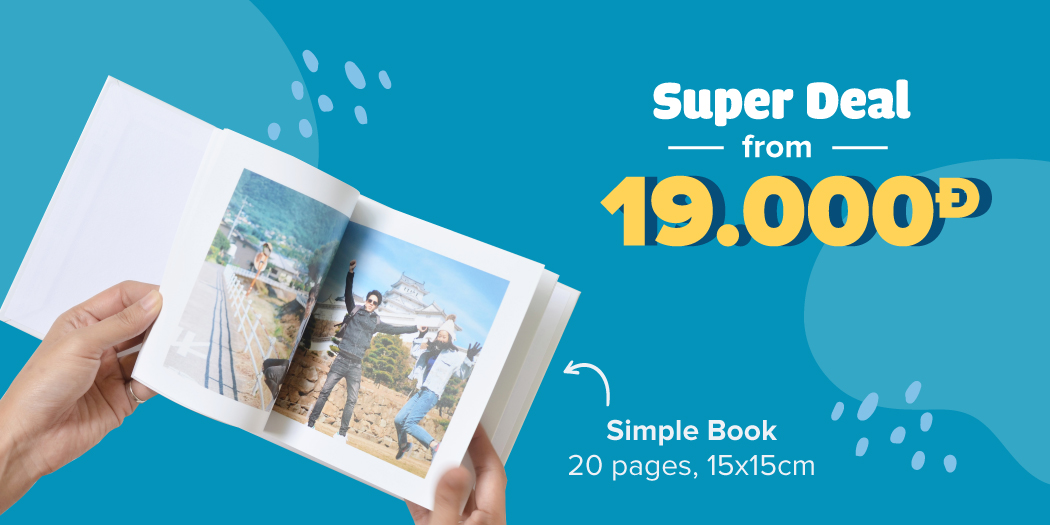 Super Deal
from
19.000Đ
Simple Book
20 pages, 15x15cm